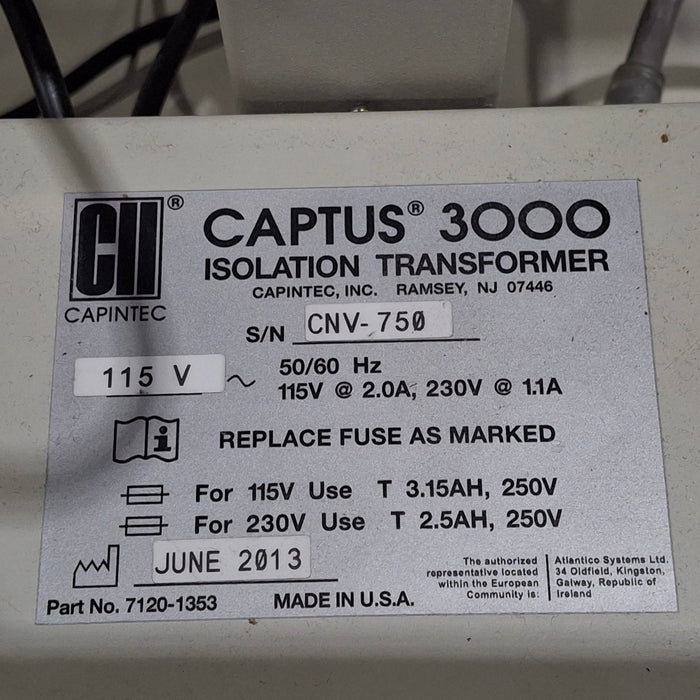 CII®
CAPINTEC
CAPTUS® 3000
ISOLATION TRANSFORMER
CAPINTEC, INC. RAMSEY, NJ 07446
S/N CNV-750
115 V ~ 50/60 Hz
115V @ 2.0A, 230V @ 1.1A
i REPLACE FUSE AS MARKED
For 115V Use T 3.15AH, 250V
For 230V Use T 2.5AH, 250V
JUNE 2013
Part No. 7120-1353 MADE IN U.S.A.
The authorized
representative located
within the European
Community is:
Atlantico Systems Ltd.
34 Oldfield, Kingston,
Galway, Republic of
Ireland